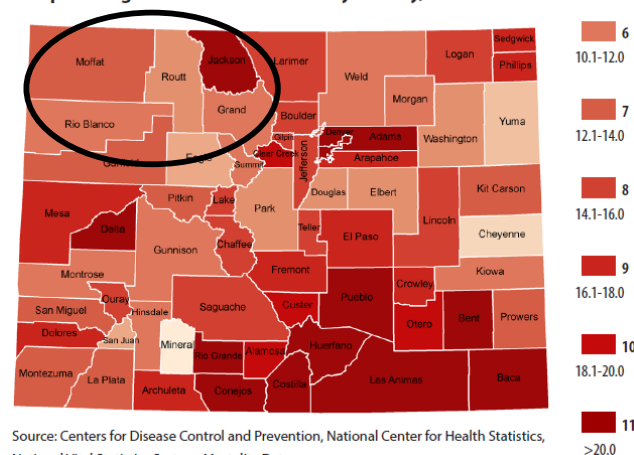 Sedgwick
6
Logan
Phillips
10.1-12.0
Moffat
Jackson
Larimer
Weld
Routt
Morgan
Yuma
7
Grand
Boulder
12.1-14.0
Rio Blanco
Gilpin
Denver
Adams
Washington
Clear Creek
Arapahoe
Garfield
Eagle
Summit
Jefferson
8
Pitkin
Douglas
Elbert
Kit Carson
14.1-16.0
Lake
Park
Mesa
Delta
Lincoln
Teller
El Paso
Cheyenne
Gunnison
Chaffee
9
Montrose
Fremont
Kiowa
16.1-18.0
Crowley
Ouray
Pueblo
San Miguel
Hinsdale
Saguache
Custer
Otero
Bent
Prowers
Dolores
San Juan
Mineral
Rio Grande
Alamosa
Huerfano
10
18.1-20.0
Montezuma
La Plata
Archuleta
Conejos
Costilla
Las Animas
Baca
11
Source: Centers for Disease Control and Prevention, National Center for Health Statistics,
>20.0